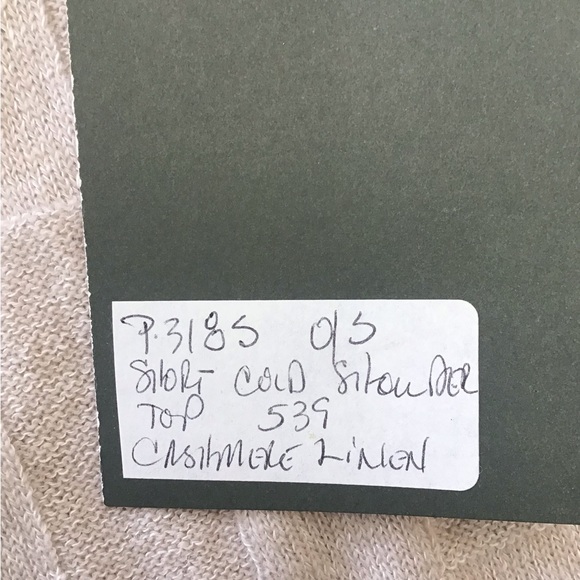 P.3185 O/S
SHORT COLD SHOULDER
TOP 539
CASHMERE LINEN